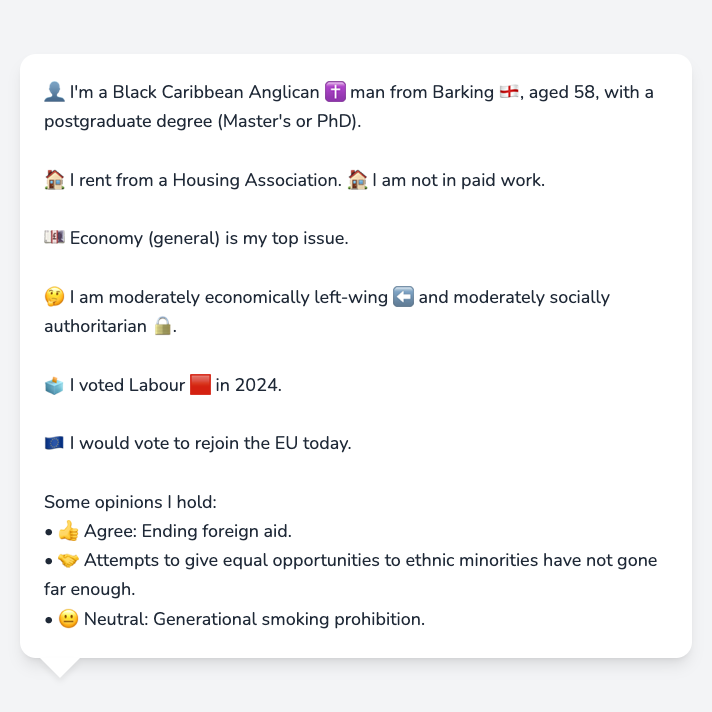 👤 I'm a Black Caribbean Anglican ✝️ man from Barking 🏴󠁧󠁢󠁥󠁮󠁧󠁿, aged 58, with a
postgraduate degree (Master's or PhD).
🏠 I rent from a Housing Association. 🏠 I am not in paid work.
💷 Economy (general) is my top issue.
🤔 I am moderately economically left-wing ⬅️ and moderately socially
authoritarian 🔒.
🗳️ I voted Labour 🟥 in 2024.
🇪🇺 I would vote to rejoin the EU today.
Some opinions I hold:
• 👍 Agree: Ending foreign aid.
• 🤝 Attempts to give equal opportunities to ethnic minorities have not gone
far enough.
• 😐 Neutral: Generational smoking prohibition.